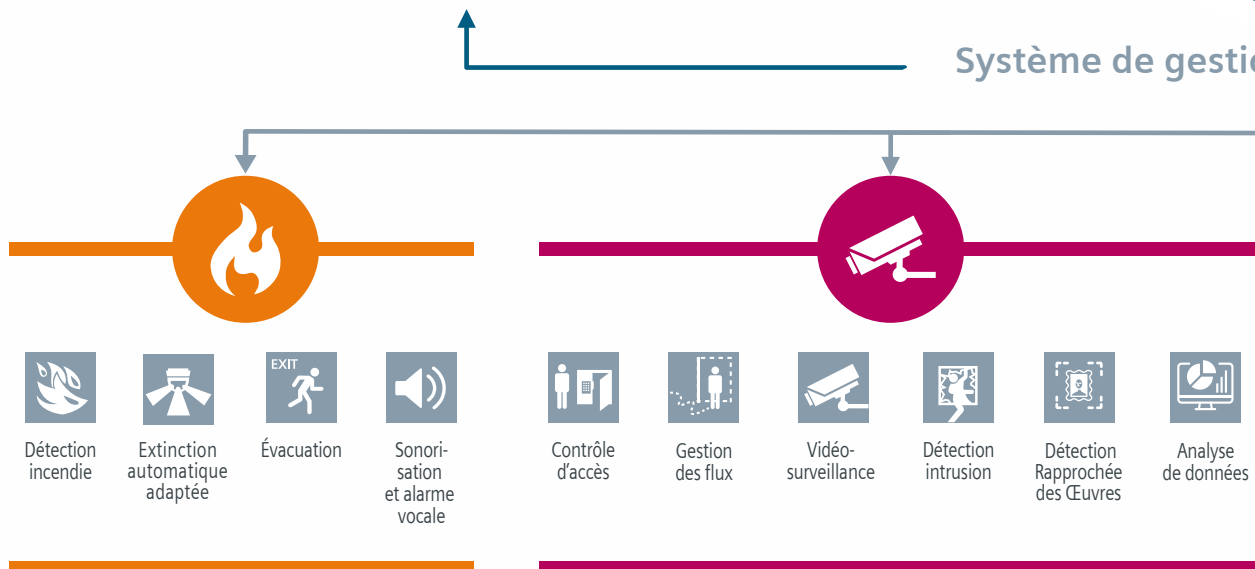 Système de gestio
EXIT
Détection
incendie
Extinction
automatique
adaptée
Évacuation
Sonori-
sation
et alarme
vocale
Contrôle
d'accès
Gestion
des flux
Vidéo-
surveillance
Détection
intrusion
Détection
Rapprochée
des Œuvres
Analyse
de données